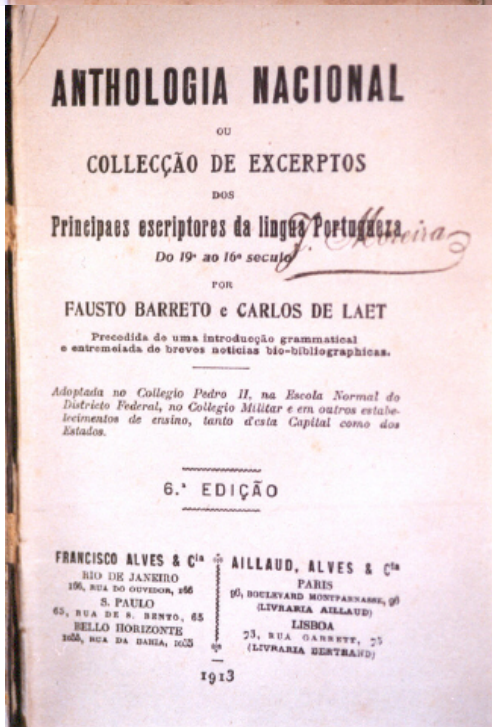 ANTHOLOGIA NACIONAL
OU
COLLECÇÃO DE EXCERPTOS
DOS
Principaes escriptores da lingua Portugueza
J. Moreira
Do 19º ao 16º seculo
POR
FAUSTO BARRETO e CARLOS DE LAET
Precedida de uma introducção grammatical
e entremeiada de breves noticias bio-bibliographicas.
Adoptada no Collegio Pedro II, na Escola Normal do
Districto Federal, no Collegio Militar e em outros estabe-
lecimentos de ensino, tanto d'esta Capital como dos
Estados.
6.ª EDIÇÃO
FRANCISCO ALVES & Cia
RIO DE JANEIRO
166, RUA DO OUVIDOR, 166
S. PAULO
65, RUA DE S. BENTO, 65
BELLO HORIZONTE
1055, RUA DA BAHIA, 1055
AILLAUD, ALVES & Cia
PARIS
96, BOULEVARD MONTPARNASSE, 96
(LIVRARIA AILLAUD)
LISBOA
73, RUA GARRETT, 75
(LIVRARIA BERTRAND)
1913